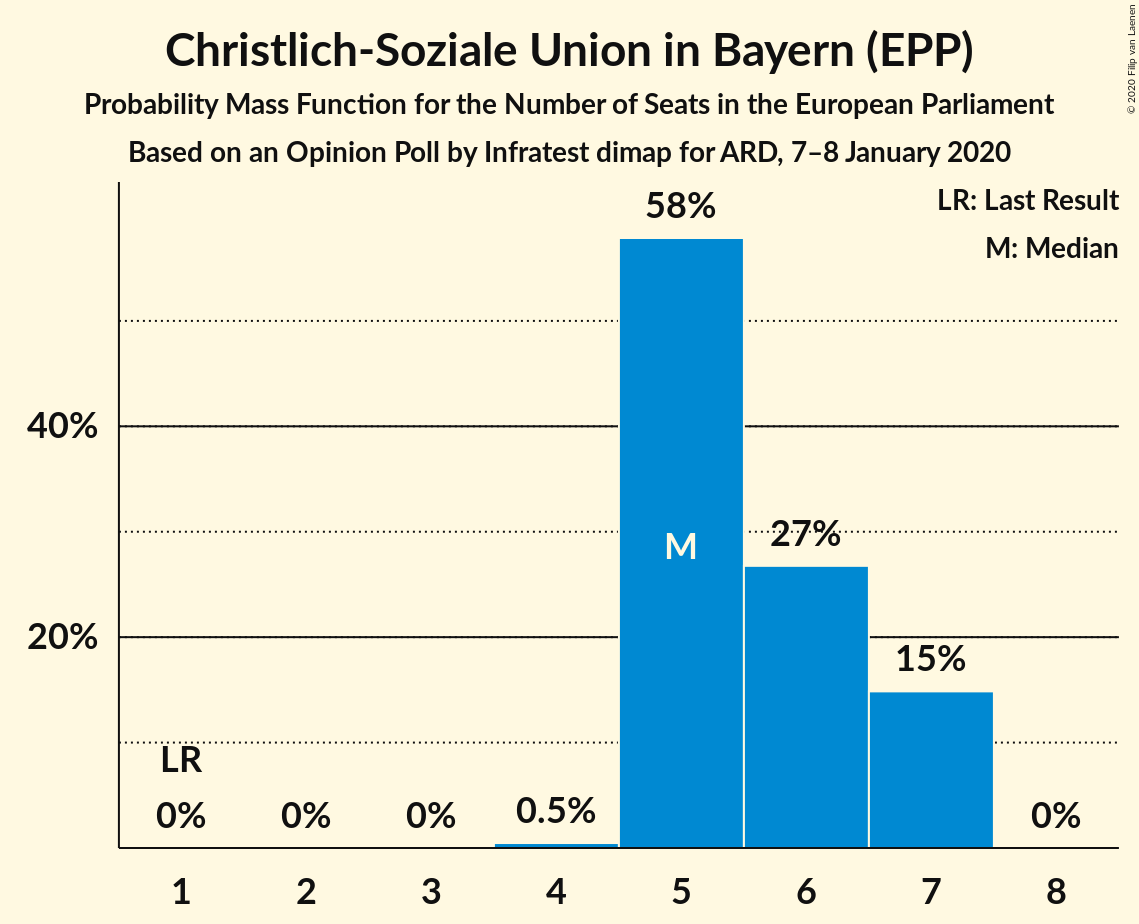 Christlich-Soziale Union in Bayern (EPP)
Probability Mass Function for the Number of Seats in the European Parliament
Based on an Opinion Poll by Infratest dimap for ARD, 7–8 January 2020
© 2020 Filip van Laenen
LR: Last Result
M: Median
58%
40%
M
27%
20%
15%
LR
0%
0%
0%
0.5%
0%
1 2 3 4 5 6 7 8